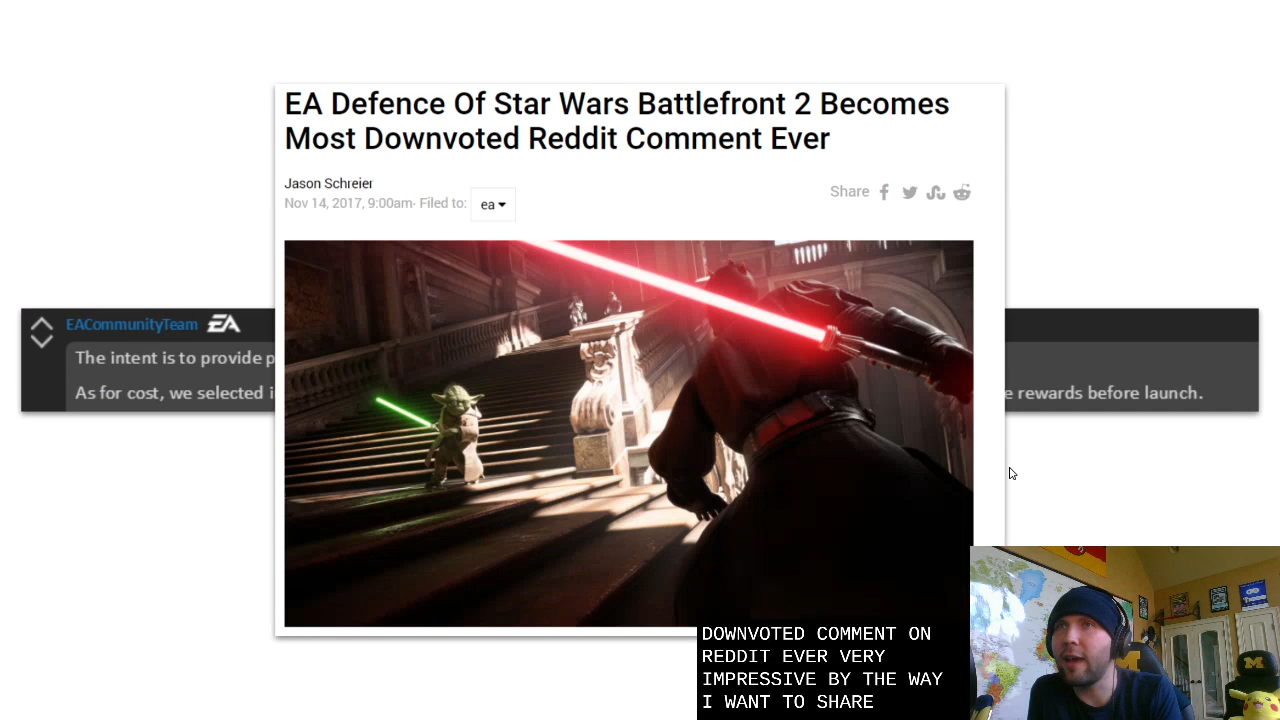 EA Defence Of Star Wars Battlefront 2 Becomes
Most Downvoted Reddit Comment Ever
Jason Schreier
Nov 14, 2017, 9:00am- Filed to: ea
Share
EACommunityTeam EA
The intent is to provide p
As for cost, we selected i
e rewards before launch.
DOWNVOTED COMMENT ON
REDDIT EVER VERY
IMPRESSIVE BY THE WAY
I WANT TO SHARE
M
M